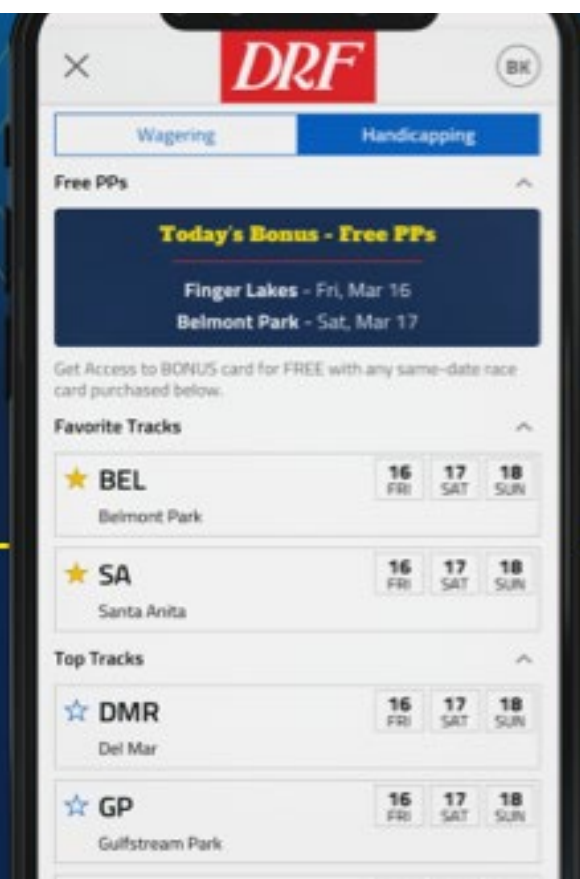 DRF
BK
Wagering
Handicapping
Free PPs
Today's Bonus - Free PPs
Finger Lakes - Fri, Mar 16
Belmont Park - Sat, Mar 17
Get Access to BONUS card for FREE with any same-date race
card purchased below.
Favorite Tracks
BEL
16 17 18
FRI SAT SUN
Belmont Park
SA
16 17 18
FRI SAT SUN
Santa Anita
Top Tracks
DMR
16 17 18
FRI SAT SUN
Del Mar
GP
16 17 18
FRI SAT SUN
Gulfstream Park